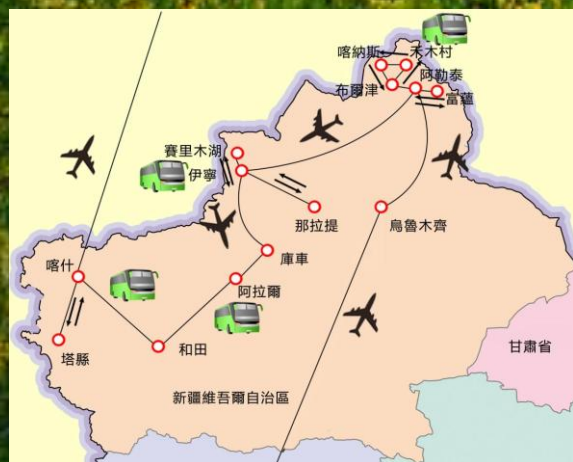 喀納斯
禾木村
阿勒泰
布爾津
富蘊
賽里木湖
伊寧
那拉提
烏魯木齊
庫車
喀什
阿拉爾
塔縣
和田
甘肅省
新疆維吾爾自治區